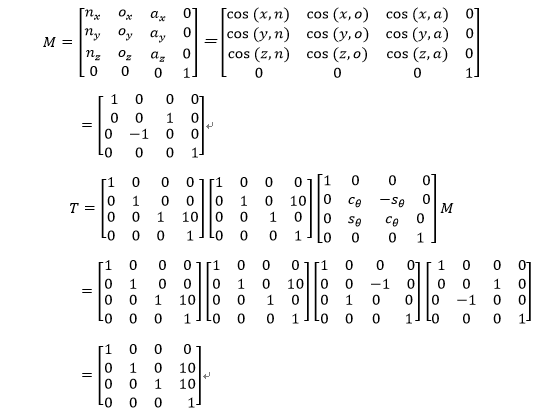 M = [n_x o_x a_x 0; n_y o_y a_y 0; n_z o_z a_z 0; 0 0 0 1] = [cos (x, n) cos (x, o) cos (x, a) 0; cos (y, n) cos (y, o) cos (y, a) 0; cos (z, n) cos (z, o) cos (z, a) 0; 0 0 0 1]
= [1 0 0 0; 0 0 1 0; 0 −1 0 0; 0 0 0 1] ↵
T = [1 0 0 0; 0 1 0 0; 0 0 1 10; 0 0 0 1] [1 0 0 0; 0 1 0 10; 0 0 1 0; 0 0 0 1] [1 0 0 0; 0 c_θ −s_θ 0; 0 s_θ c_θ 0; 0 0 0 1] M
= [1 0 0 0; 0 1 0 0; 0 0 1 10; 0 0 0 1] [1 0 0 0; 0 1 0 10; 0 0 1 0; 0 0 0 1] [1 0 0 0; 0 0 −1 0; 0 1 0 0; 0 0 0 1] [1 0 0 0; 0 0 1 0; 0 −1 0 0; 0 0 0 1]
= [1 0 0 0; 0 1 0 10; 0 0 1 10; 0 0 0 1] ↵